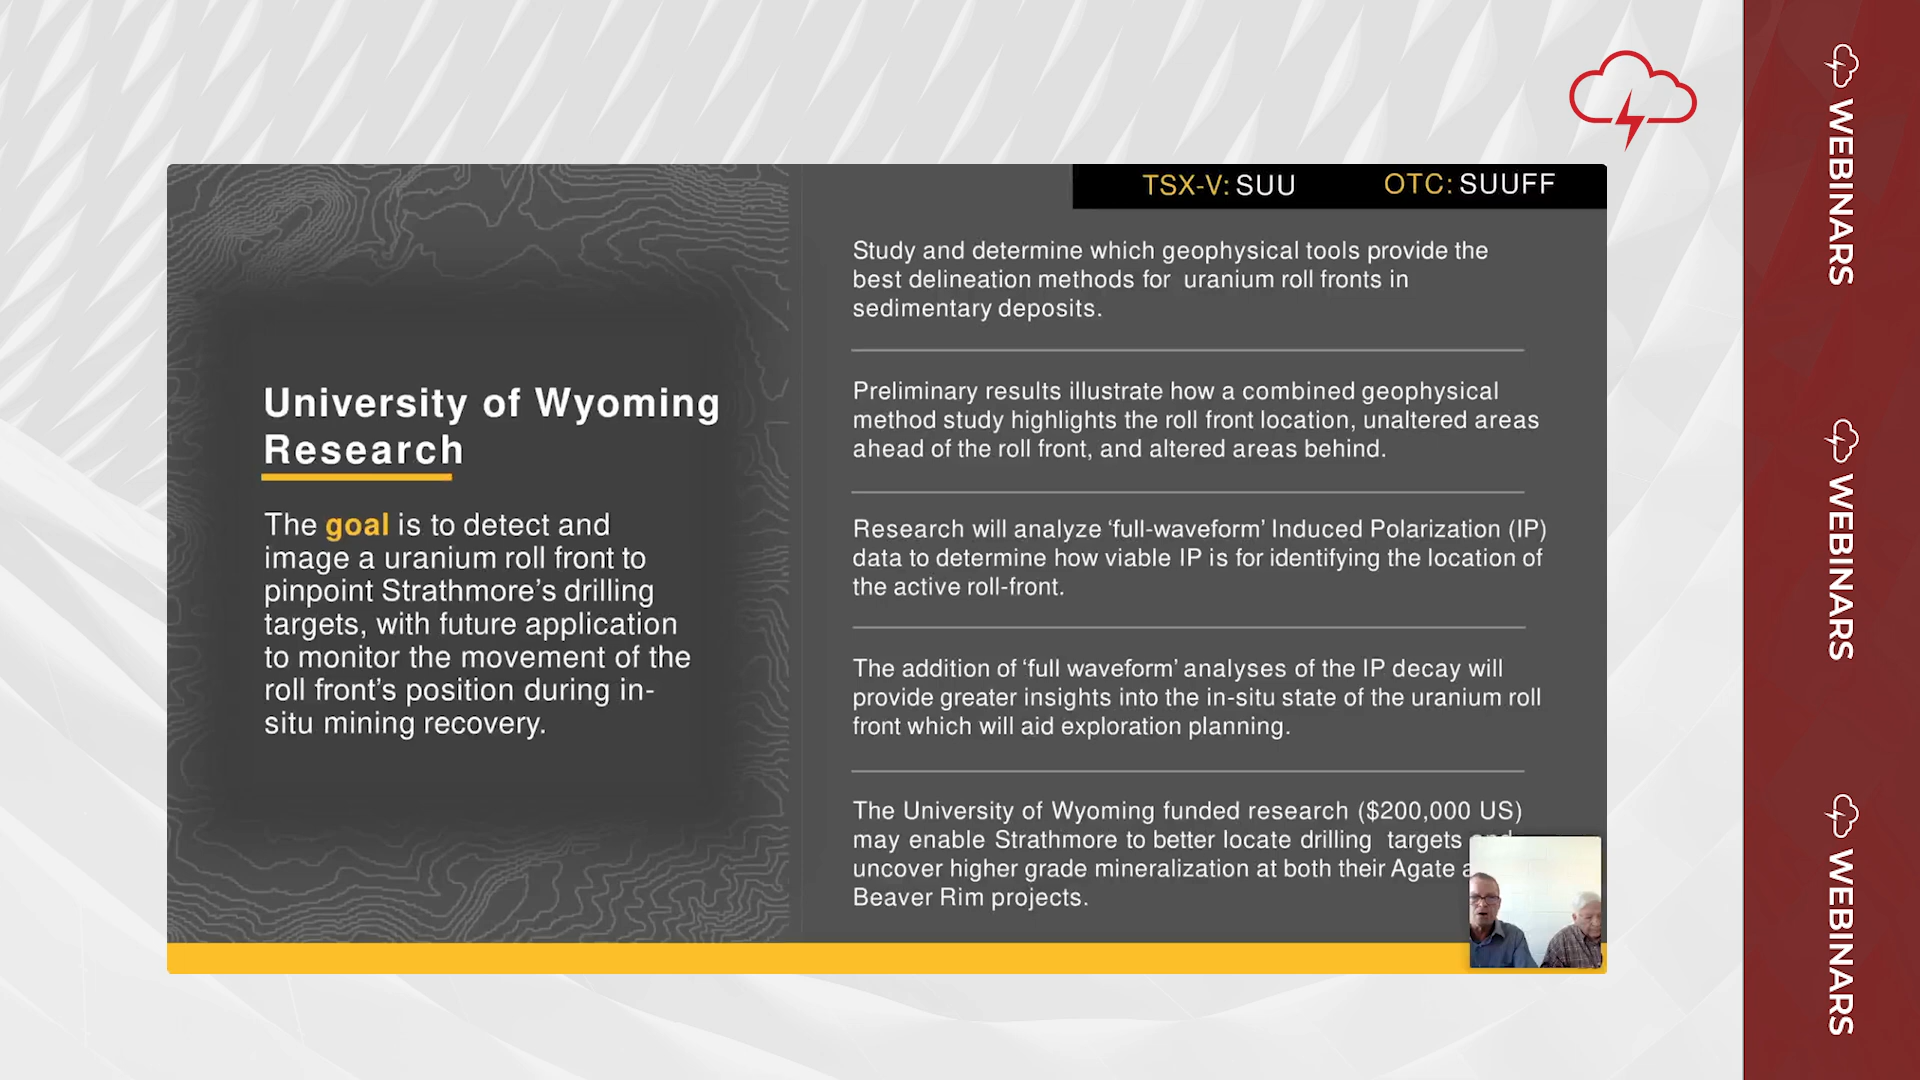 TSX-V: SUU OTC: SUUFF
University of Wyoming
Research
The goal is to detect and
image a uranium roll front to
pinpoint Strathmore's drilling
targets, with future application
to monitor the movement of the
roll front's position during in-
situ mining recovery.
Study and determine which geophysical tools provide the
best delineation methods for uranium roll fronts in
sedimentary deposits.
Preliminary results illustrate how a combined geophysical
method study highlights the roll front location, unaltered areas
ahead of the roll front, and altered areas behind.
Research will analyze ‘full-waveform’ Induced Polarization (IP)
data to determine how viable IP is for identifying the location of
the active roll-front.
The addition of ‘full waveform’ analyses of the IP decay will
provide greater insights into the in-situ state of the uranium roll
front which will aid exploration planning.
The University of Wyoming funded research ($200,000 US)
may enable Strathmore to better locate drilling targets
uncover higher grade mineralization at both their Agate
Beaver Rim projects.
WEBINARS
WEBINARS
WEBINARS